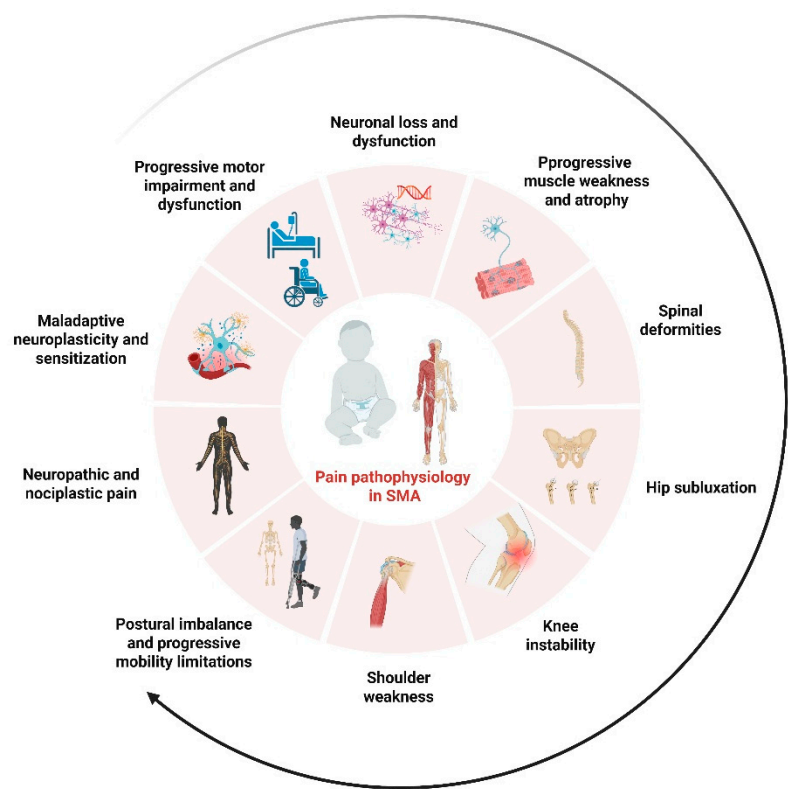 Neuronal loss and
dysfunction
Pprogressive
muscle weakness
and atrophy
Spinal
deformities
Hip subluxation
Knee
instability
Shoulder
weakness
Postural imbalance
and progressive
mobility limitations
Neuropathic and
nociplastic pain
Maladaptive
neuroplasticity and
sensitization
Progressive motor
impairment and
dysfunction
Pain pathophysiology
in SMA